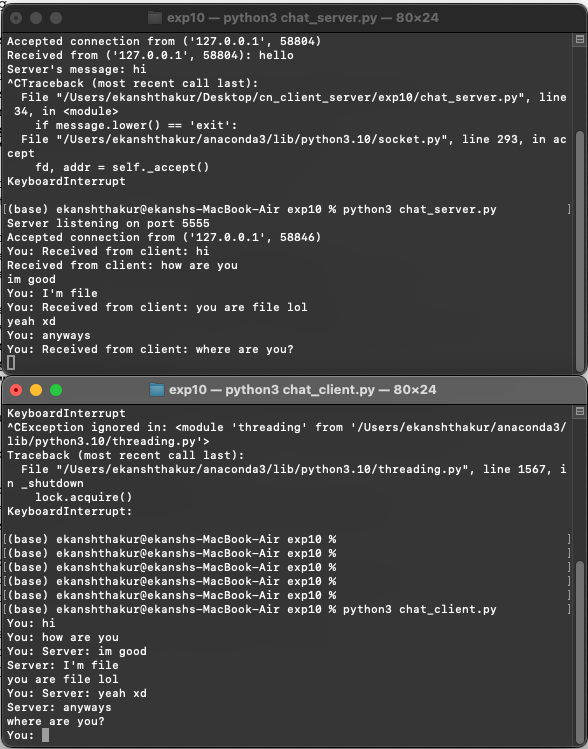 exp10 — python3 chat_server.py — 80×24
Accepted connection from ('127.0.0.1', 58804)
Received from ('127.0.0.1', 58804): hello
Server's message: hi
^CTraceback (most recent call last):
  File "/Users/ekanshthakur/Desktop/cn_client_server/exp10/chat_server.py", line
 34, in <module>
    if message.lower() == 'exit':
  File "/Users/ekanshthakur/anaconda3/lib/python3.10/socket.py", line 293, in ac
cept
    fd, addr = self._accept()
KeyboardInterrupt
[(base) ekanshthakur@ekanshs-MacBook-Air exp10 % python3 chat_server.py ]
Server listening on port 5555
Accepted connection from ('127.0.0.1', 58846)
You: Received from client: hi
Received from client: how are you
im good
You: I'm file
You: Received from client: you are file lol
yeah xd
You: anyways
You: Received from client: where are you?
exp10 — python3 chat_client.py — 80×24
KeyboardInterrupt
^CException ignored in: <module 'threading' from '/Users/ekanshthakur/anaconda3/
lib/python3.10/threading.py'>
Traceback (most recent call last):
  File "/Users/ekanshthakur/anaconda3/lib/python3.10/threading.py", line 1567, i
n _shutdown
    lock.acquire()
KeyboardInterrupt:
[(base) ekanshthakur@ekanshs-MacBook-Air exp10 % ]
[(base) ekanshthakur@ekanshs-MacBook-Air exp10 % ]
[(base) ekanshthakur@ekanshs-MacBook-Air exp10 % ]
[(base) ekanshthakur@ekanshs-MacBook-Air exp10 % ]
[(base) ekanshthakur@ekanshs-MacBook-Air exp10 % ]
[(base) ekanshthakur@ekanshs-MacBook-Air exp10 % python3 chat_client.py ]
You: hi
You: how are you
You: Server: im good
Server: I'm file
you are file lol
You: Server: yeah xd
Server: anyways
where are you?
You: